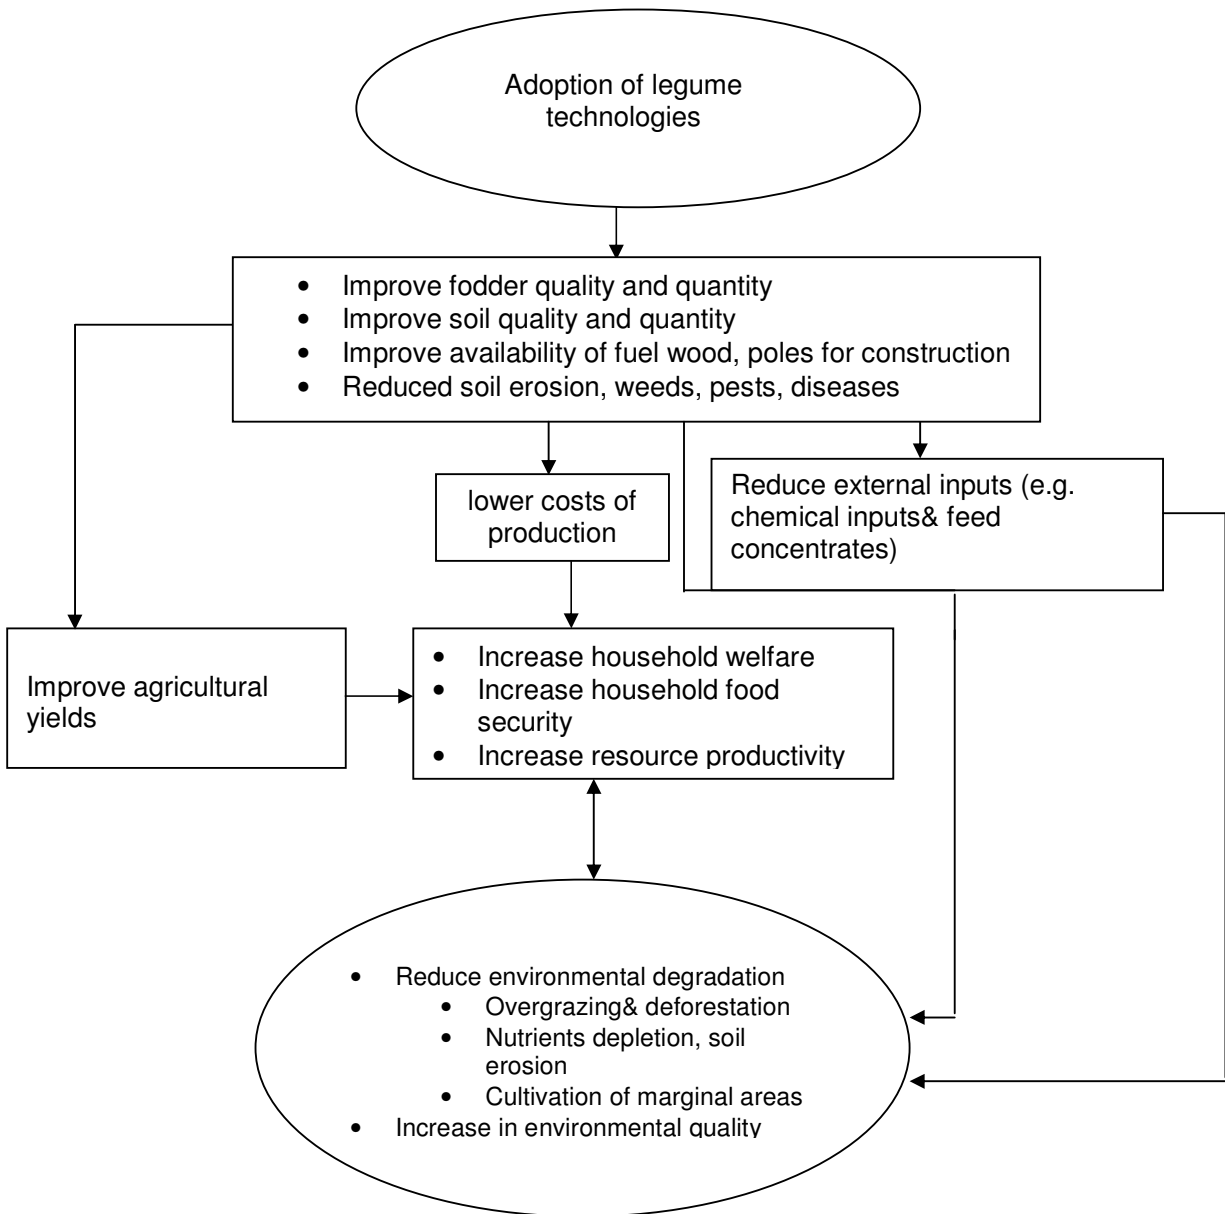 Adoption of legume
technologies
• Improve fodder quality and quantity
• Improve soil quality and quantity
• Improve availability of fuel wood, poles for construction
• Reduced soil erosion, weeds, pests, diseases
lower costs of
production
Reduce external inputs (e.g.
chemical inputs& feed
concentrates)
Improve agricultural
yields
• Increase household welfare
• Increase household food
security
• Increase resource productivity
• Reduce environmental degradation
• Overgrazing& deforestation
• Nutrients depletion, soil
erosion
• Cultivation of marginal areas
• Increase in environmental quality